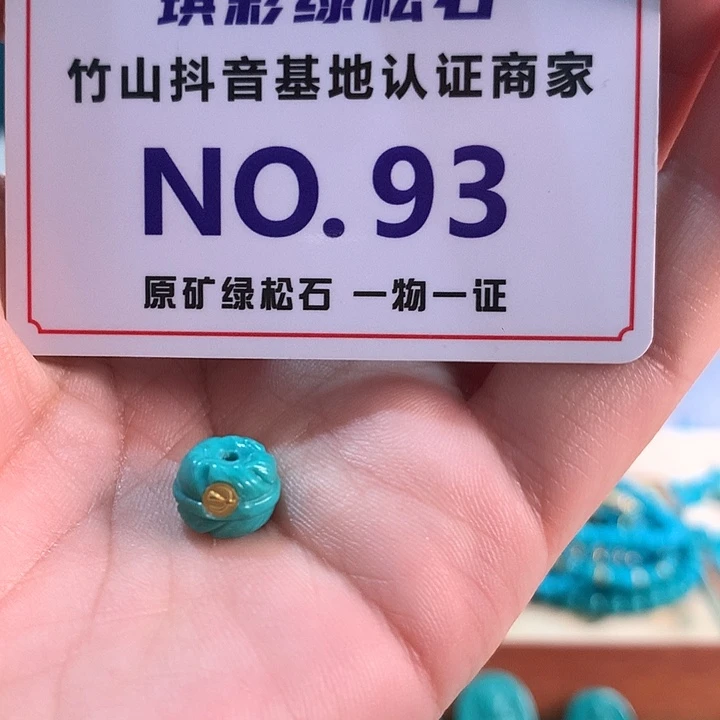 琪彩绿松石
竹山抖音基地认证商家
NO. 93
原矿绿松石 一物一证